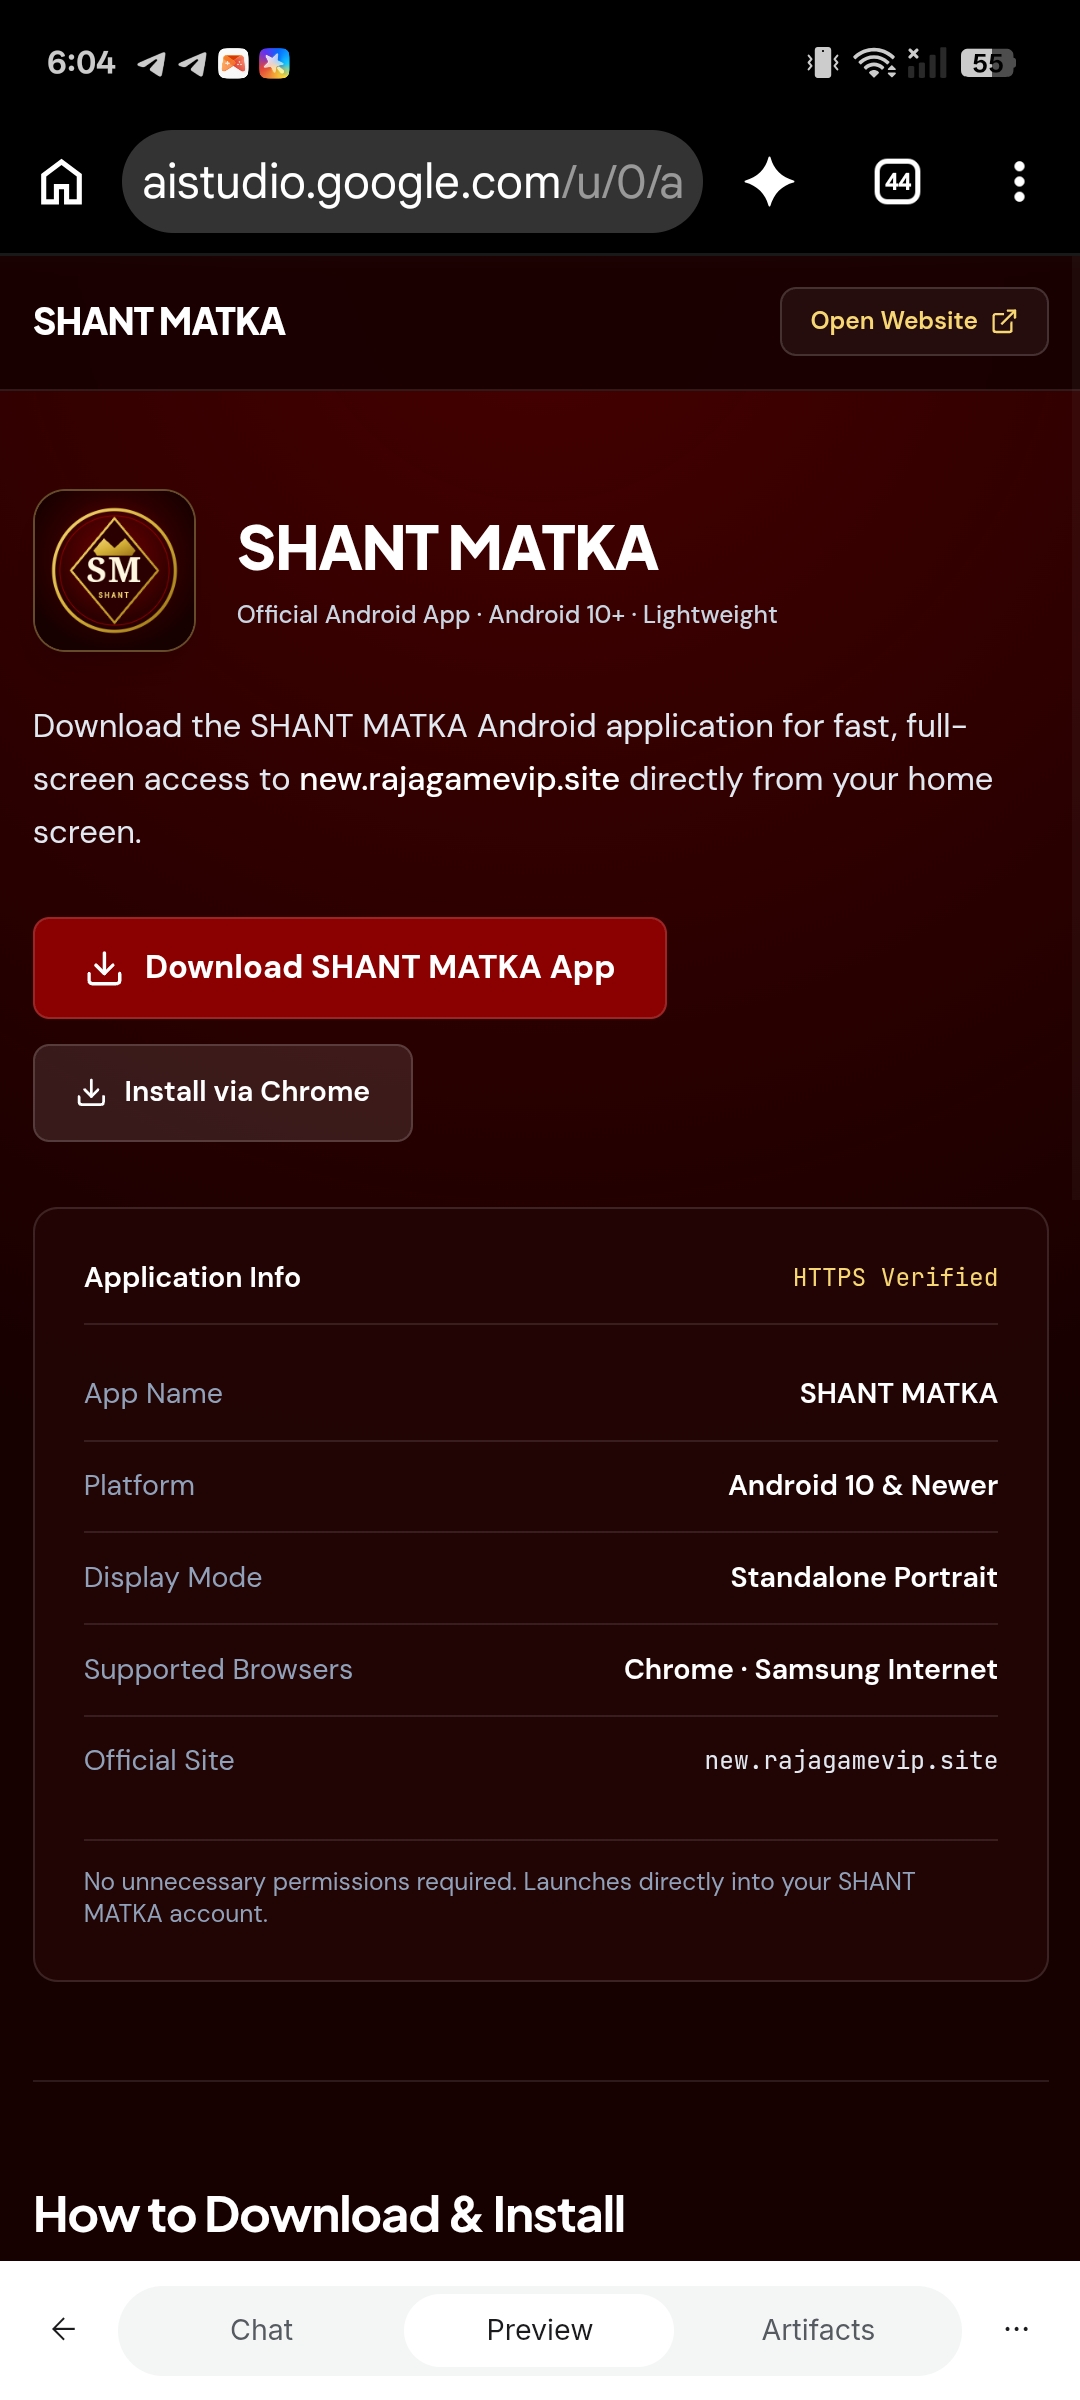 6:04
55
aistudio.google.com/u/0/a
44
SHANT MATKA
Open Website
SM
SHANT
SHANT MATKA
Official Android App · Android 10+ · Lightweight
Download the SHANT MATKA Android application for fast, full-
screen access to new.rajagamevip.site directly from your home
screen.
Download SHANT MATKA App
Install via Chrome
Application Info
HTTPS Verified
App Name
SHANT MATKA
Platform
Android 10 & Newer
Display Mode
Standalone Portrait
Supported Browsers
Chrome · Samsung Internet
Official Site
new.rajagamevip.site
No unnecessary permissions required. Launches directly into your SHANT
MATKA account.
How to Download & Install
Chat
Preview
Artifacts